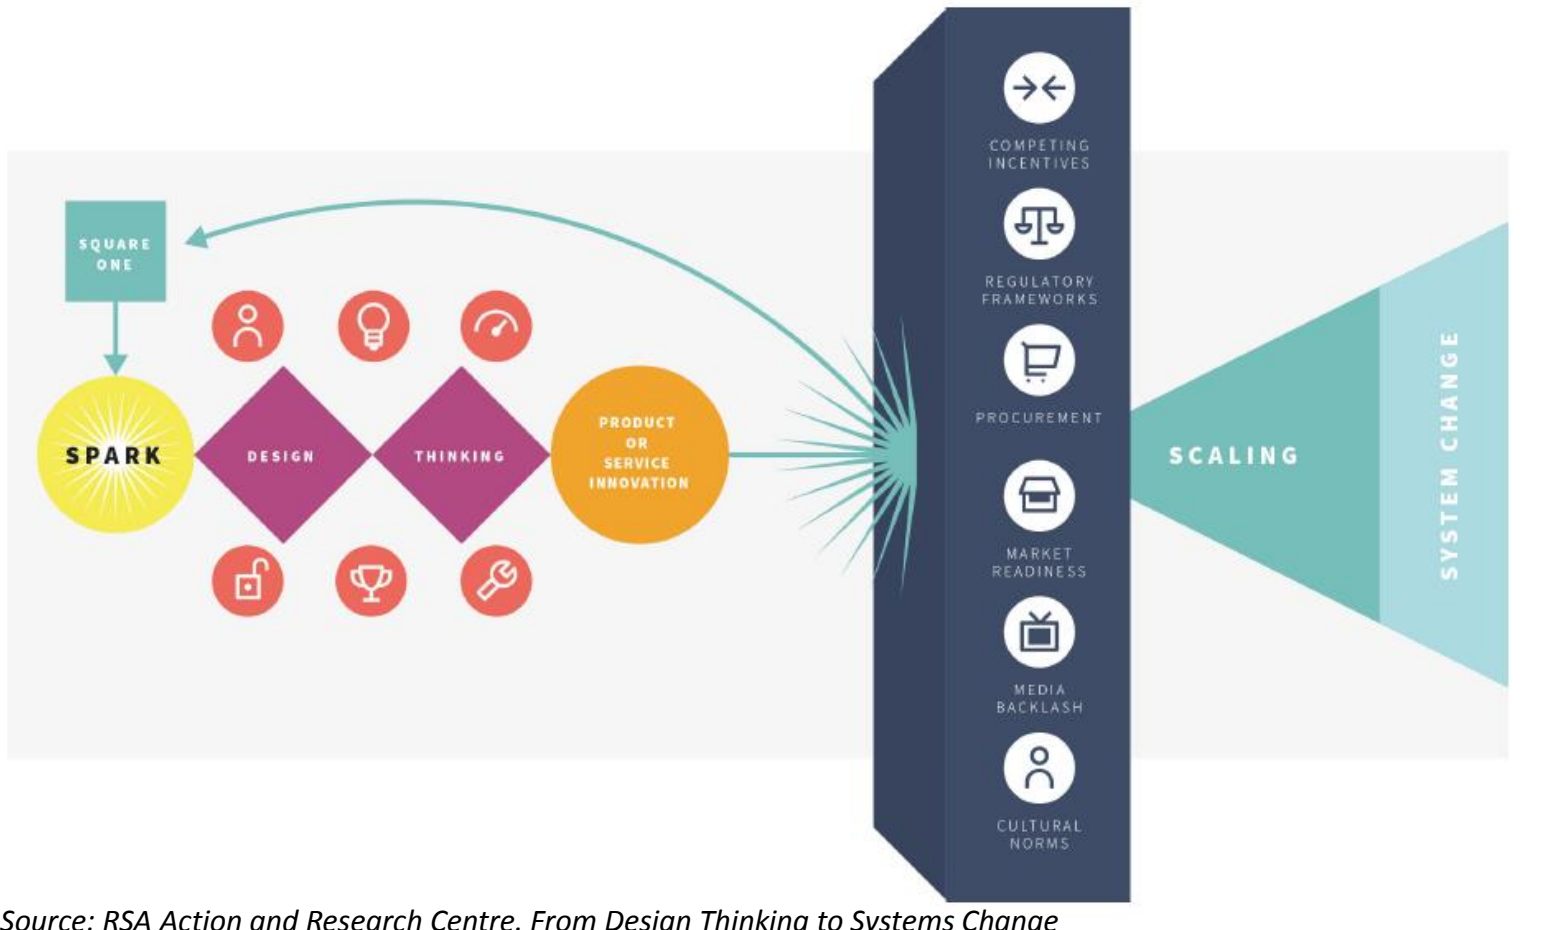 SQUARE
ONE
SPARK
DESIGN
THINKING
PRODUCT
OR
SERVICE
INNOVATION
COMPETING
INCENTIVES
REGULATORY
FRAMEWORKS
PROCUREMENT
MARKET
READINESS
MEDIA
BACKLASH
CULTURAL
NORMS
SCALING
SYSTEM CHANGE
Source: RSA Action and Research Centre. From Design Thinking to Systems Change